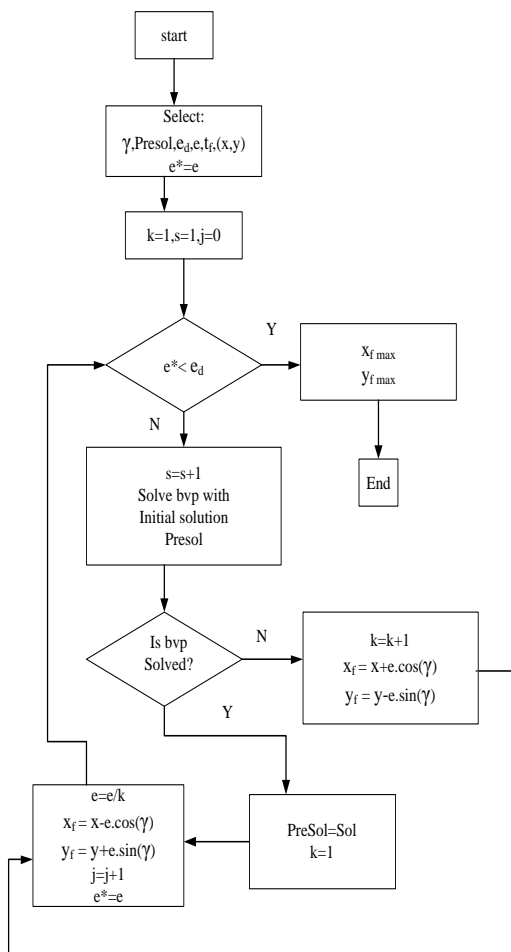 start
Select:
γ,Presol,e_d,e,t_f,(x,y)
e*=e
k=1,s=1,j=0
e*< e_d
Y
x_f max
y_f max
End
N
s=s+1
Solve bvp with
Initial solution
Presol
Is bvp
Solved?
N
k=k+1
x_f = x+e.cos(γ)
y_f = y-e.sin(γ)
Y
PreSol=Sol
k=1
e=e/k
x_f = x-e.cos(γ)
y_f = y+e.sin(γ)
j=j+1
e*=e